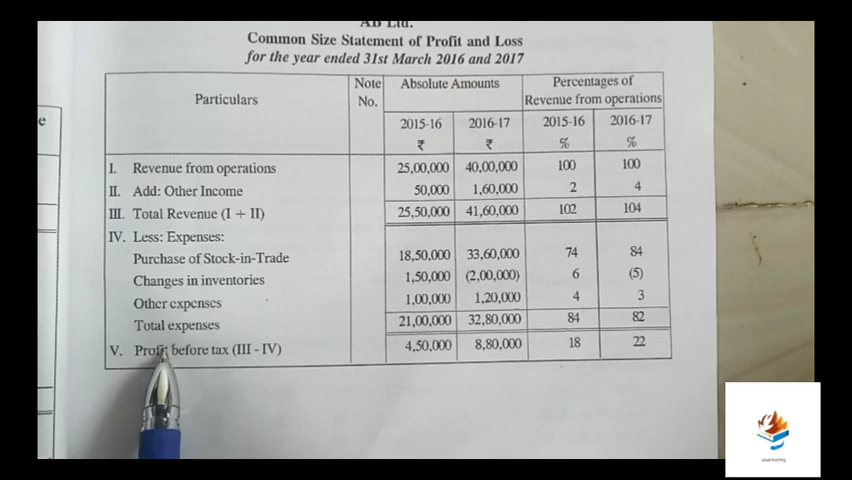 AB Ltd.
Common Size Statement of Profit and Loss
for the year ended 31st March 2016 and 2017
Particulars Note No. Absolute Amounts Percentages of Revenue from operations
2015-16 2016-17 2015-16 2016-17
₹ ₹ % %
I. Revenue from operations 25,00,000 40,00,000 100 100
II. Add: Other Income 50,000 1,60,000 2 4
III. Total Revenue (I + II) 25,50,000 41,60,000 102 104
IV. Less: Expenses:
Purchase of Stock-in-Trade 18,50,000 33,60,000 74 84
Changes in inventories 1,50,000 (2,00,000) 6 (5)
Other expenses 1,00,000 1,20,000 4 3
Total expenses 21,00,000 32,80,000 84 82
V. Profit before tax (III - IV) 4,50,000 8,80,000 18 22
e